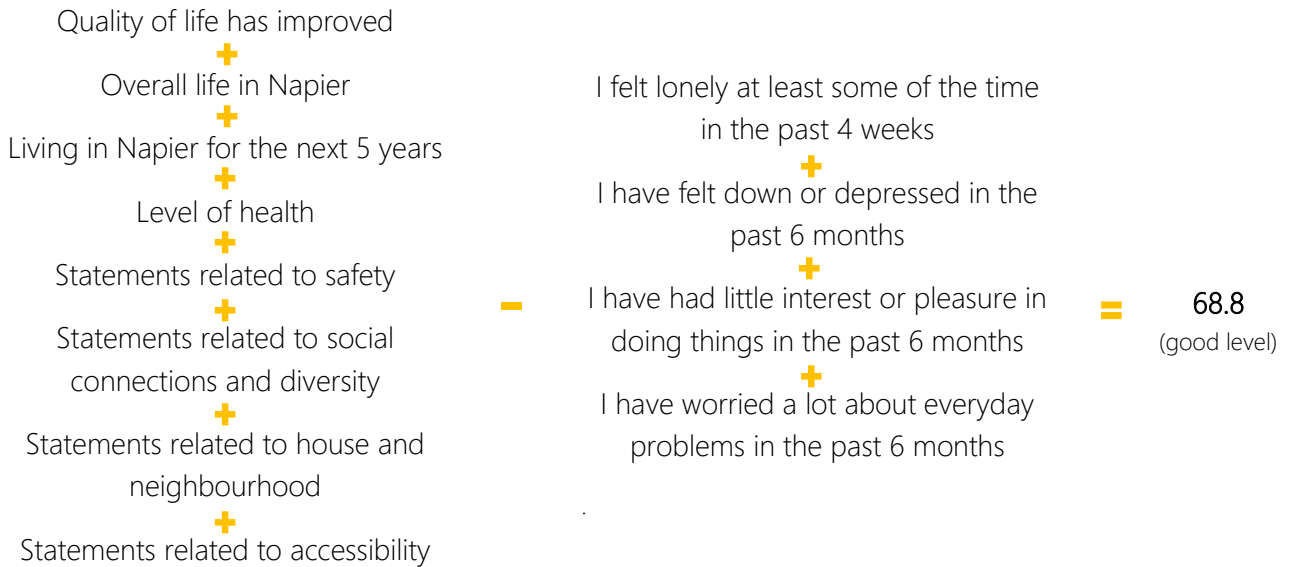 Quality of life has improved
+
Overall life in Napier
+
Living in Napier for the next 5 years
+
Level of health
+
Statements related to safety
+
Statements related to social
connections and diversity
+
Statements related to house and
neighbourhood
+
Statements related to accessibility
-
I felt lonely at least some of the time
in the past 4 weeks
+
I have felt down or depressed in the
past 6 months
+
I have had little interest or pleasure in
doing things in the past 6 months
+
I have worried a lot about everyday
problems in the past 6 months
.
=
68.8
(good level)